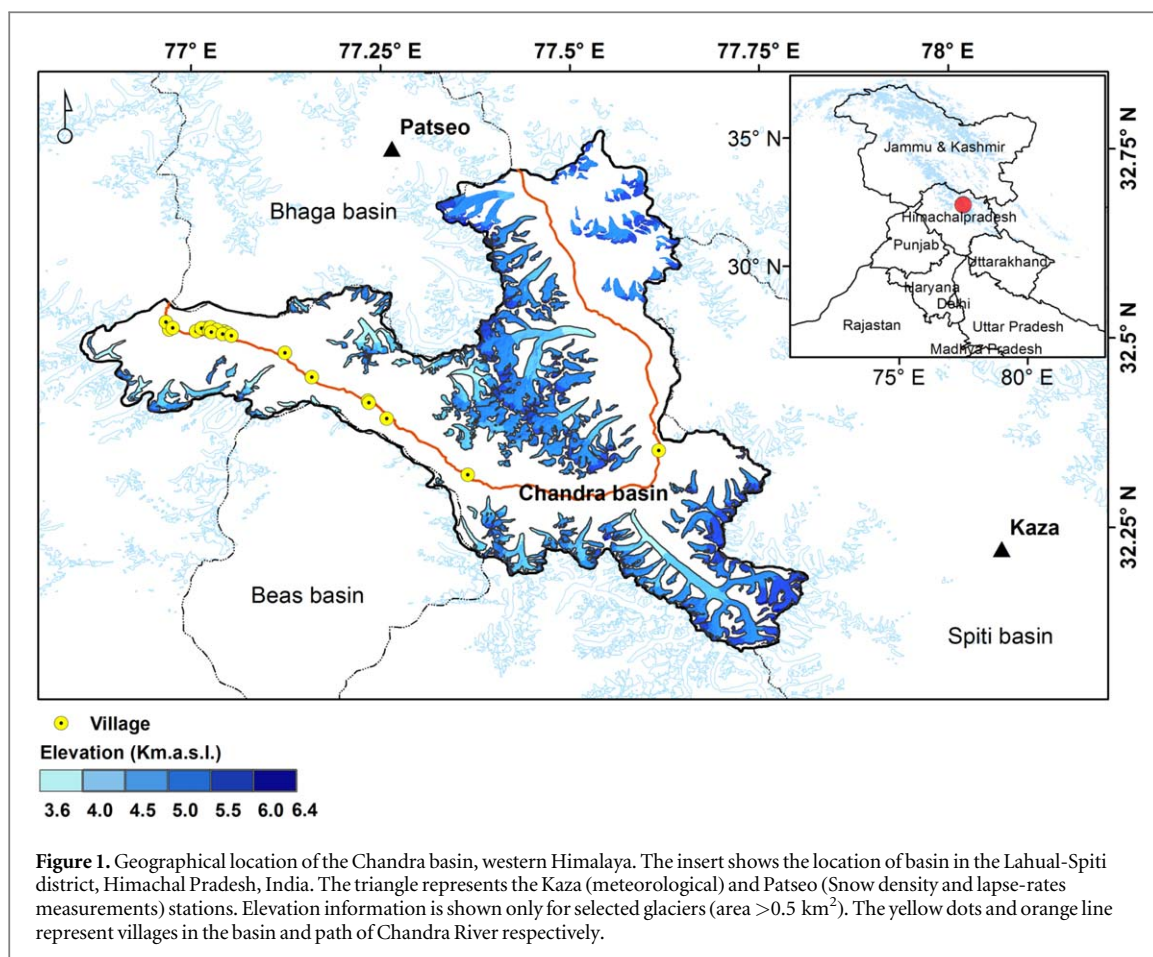 77° E 77.25° E 77.5° E 77.75° E 78° E
Patseo
Bhaga basin
35° N
30° N
75° E 80° E
Jammu & Kashmir
Himachalpradesh
Punjab
Uttarakhand
Haryana
Delhi
Rajastan
Uttar Pradesh
Madhya Pradesh
32.75° N
32.5° N
32.25° N
Chandra basin
Kaza
Beas basin
Spiti basin
Village
Elevation (Km.a.s.l.)
3.6 4.0 4.5 5.0 5.5 6.0 6.4
Figure 1. Geographical location of the Chandra basin, western Himalaya. The insert shows the location of basin in the Lahual-Spiti
district, Himachal Pradesh, India. The triangle represents the Kaza (meteorological) and Patseo (Snow density and lapse-rates
measurements) stations. Elevation information is shown only for selected glaciers (area >0.5 km²). The yellow dots and orange line
represent villages in the basin and path of Chandra River respectively.